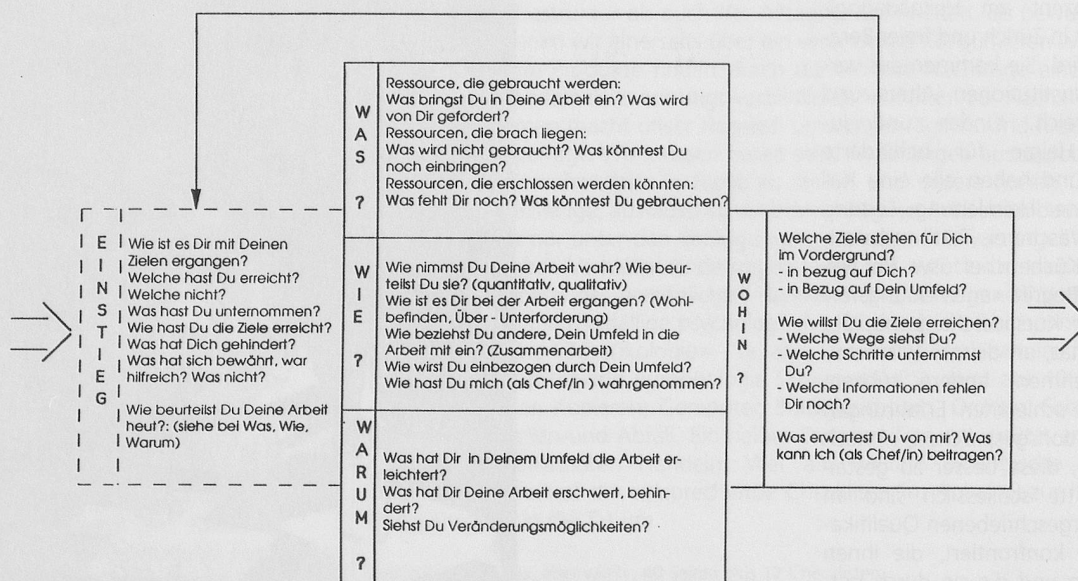 EINSTIEG
Wie ist es Dir mit Deinen
Zielen ergangen?
Welche hast Du erreicht?
Welche nicht?
Was hast Du unternommen?
Wie hast Du die Ziele erreicht?
Was hat Dich gehindert?
Was hat sich bewährt, war
hilfreich? Was nicht?
Wie beurteilst Du Deine Arbeit
heut?: (siehe bei Was, Wie,
Warum)
WAS ?
Ressource, die gebraucht werden:
Was bringst Du in Deine Arbeit ein? Was wird
von Dir gefordert?
Ressourcen, die brach liegen:
Was wird nicht gebraucht? Was könntest Du
noch einbringen?
Ressourcen, die erschlossen werden könnten:
Was fehlt Dir noch? Was könntest Du gebrauchen?
WIE ?
Wie nimmst Du Deine Arbeit wahr? Wie beur-
teilst Du sie? (quantitativ, qualitativ)
Wie ist es Dir bei der Arbeit ergangen? (Wohl-
befinden, Über - Unterforderung)
Wie beziehst Du andere, Dein Umfeld in die
Arbeit mit ein? (Zusammenarbeit)
Wie wirst Du einbezogen durch Dein Umfeld?
Wie hast Du mich (als Chef/in ) wahrgenommen?
WARUM ?
Was hat Dir in Deinem Umfeld die Arbeit er-
leichtert?
Was hat Dir Deine Arbeit erschwert, behin-
dert?
Siehst Du Veränderungsmöglichkeiten?
WOHIN ?
Welche Ziele stehen für Dich
im Vordergrund?
- in bezug auf Dich?
- in Bezug auf Dein Umfeld?
Wie willst Du die Ziele erreichen?
- Welche Wege siehst Du?
- Welche Schritte unternimmst
Du?
- Welche Informationen fehlen
Dir noch?
Was erwartest Du von mir? Was
kann ich (als Chef/in) beitragen?